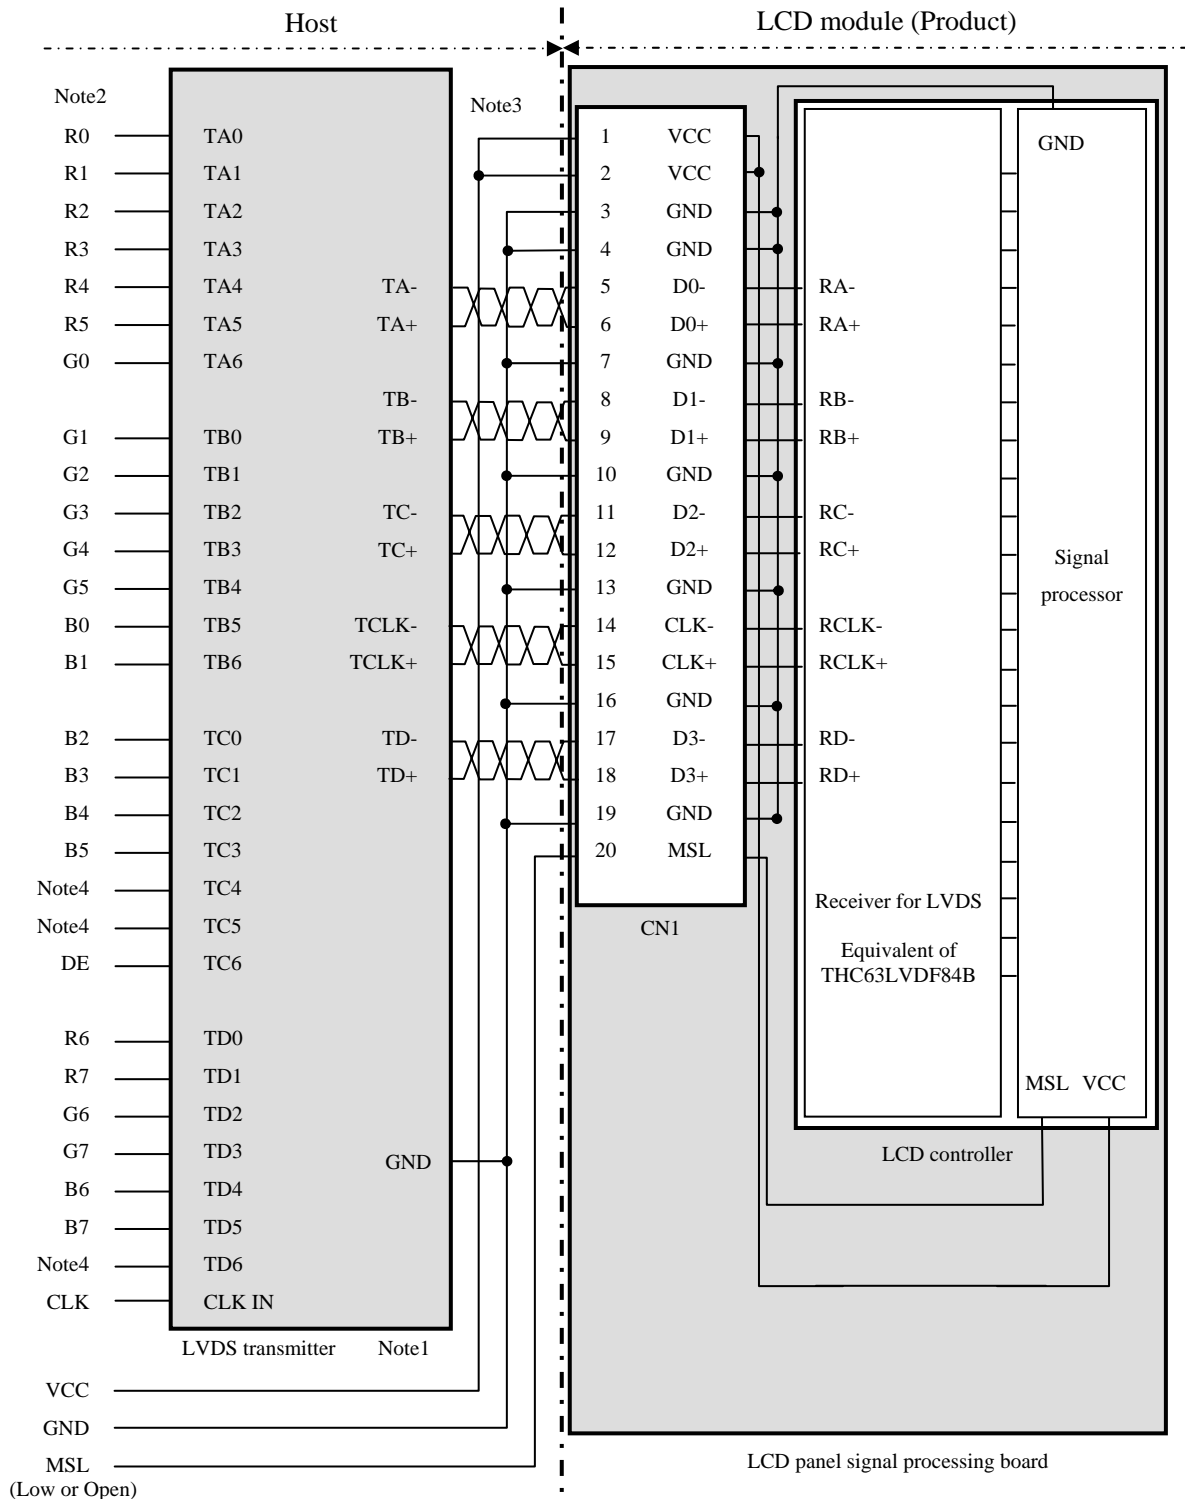 Host
LCD module (Product)
Note2
Note3
R0 TA0
R1 TA1
R2 TA2
R3 TA3
R4 TA4 TA-
R5 TA5 TA+
G0 TA6
TB-
G1 TB0 TB+
G2 TB1
G3 TB2 TC-
G4 TB3 TC+
G5 TB4
B0 TB5 TCLK-
B1 TB6 TCLK+
B2 TC0 TD-
B3 TC1 TD+
B4 TC2
B5 TC3
Note4 TC4
Note4 TC5
DE TC6
R6 TD0
R7 TD1
G6 TD2
G7 TD3 GND
B6 TD4
B7 TD5
Note4 TD6
CLK CLK IN
LVDS transmitter Note1
VCC
GND
MSL
(Low or Open)
1 VCC
2 VCC
3 GND
4 GND
5 D0-
6 D0+
7 GND
8 D1-
9 D1+
10 GND
11 D2-
12 D2+
13 GND
14 CLK-
15 CLK+
16 GND
17 D3-
18 D3+
19 GND
20 MSL
CN1
RA-
RA+
RB-
RB+
RC-
RC+
RCLK-
RCLK+
RD-
RD+
Receiver for LVDS
Equivalent of
THC63LVDF84B
GND
Signal
processor
MSL VCC
LCD controller
LCD panel signal processing board